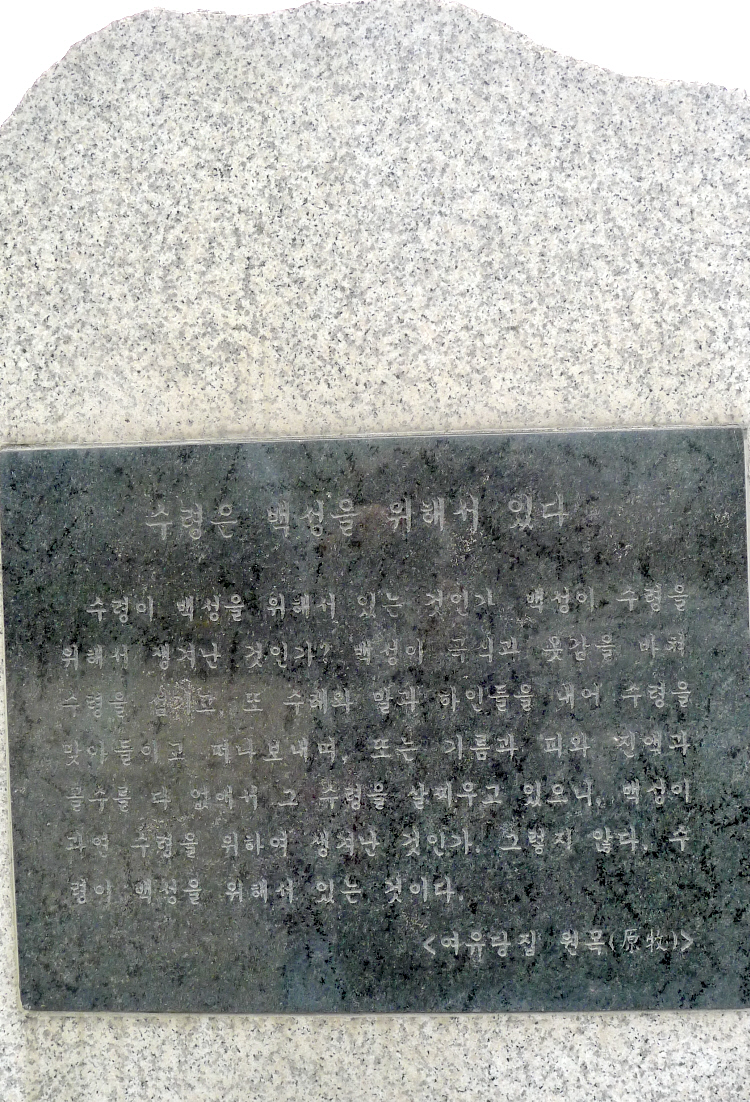 수령은 백성을 위해서 있다
수령이 백성을 위해서 있는 것인가 백성이 수령을
위해서 생겨난 것인가? 백성이 곡식과 옷감을 바쳐
수령을 섬기고, 또 수레와 말과 하인들을 내어 수령을
맞아들이고 떠나보내며, 또는 기름과 피와 진액과
골수를 다 없애서 그 수령을 살찌우고 있으니, 백성이
과연 수령을 위하여 생겨난 것인가. 그렇지 않다. 수
령이 백성을 위해서 있는 것이다.
<여유당집 원목(原牧)>